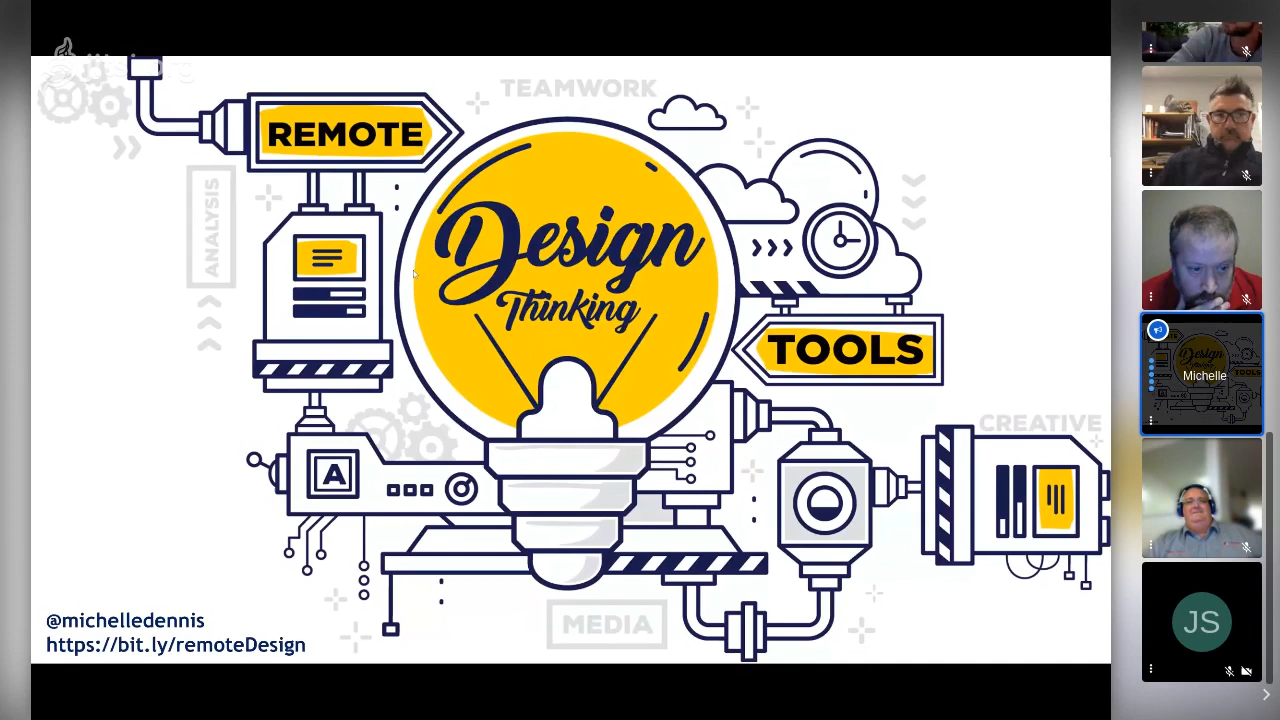 TEAMWORK
REMOTE
ANALYSIS
Design
Thinking
TOOLS
CREATIVE
A
MEDIA
@michelledennis
https://bit.ly/remoteDesign
Michelle
JS